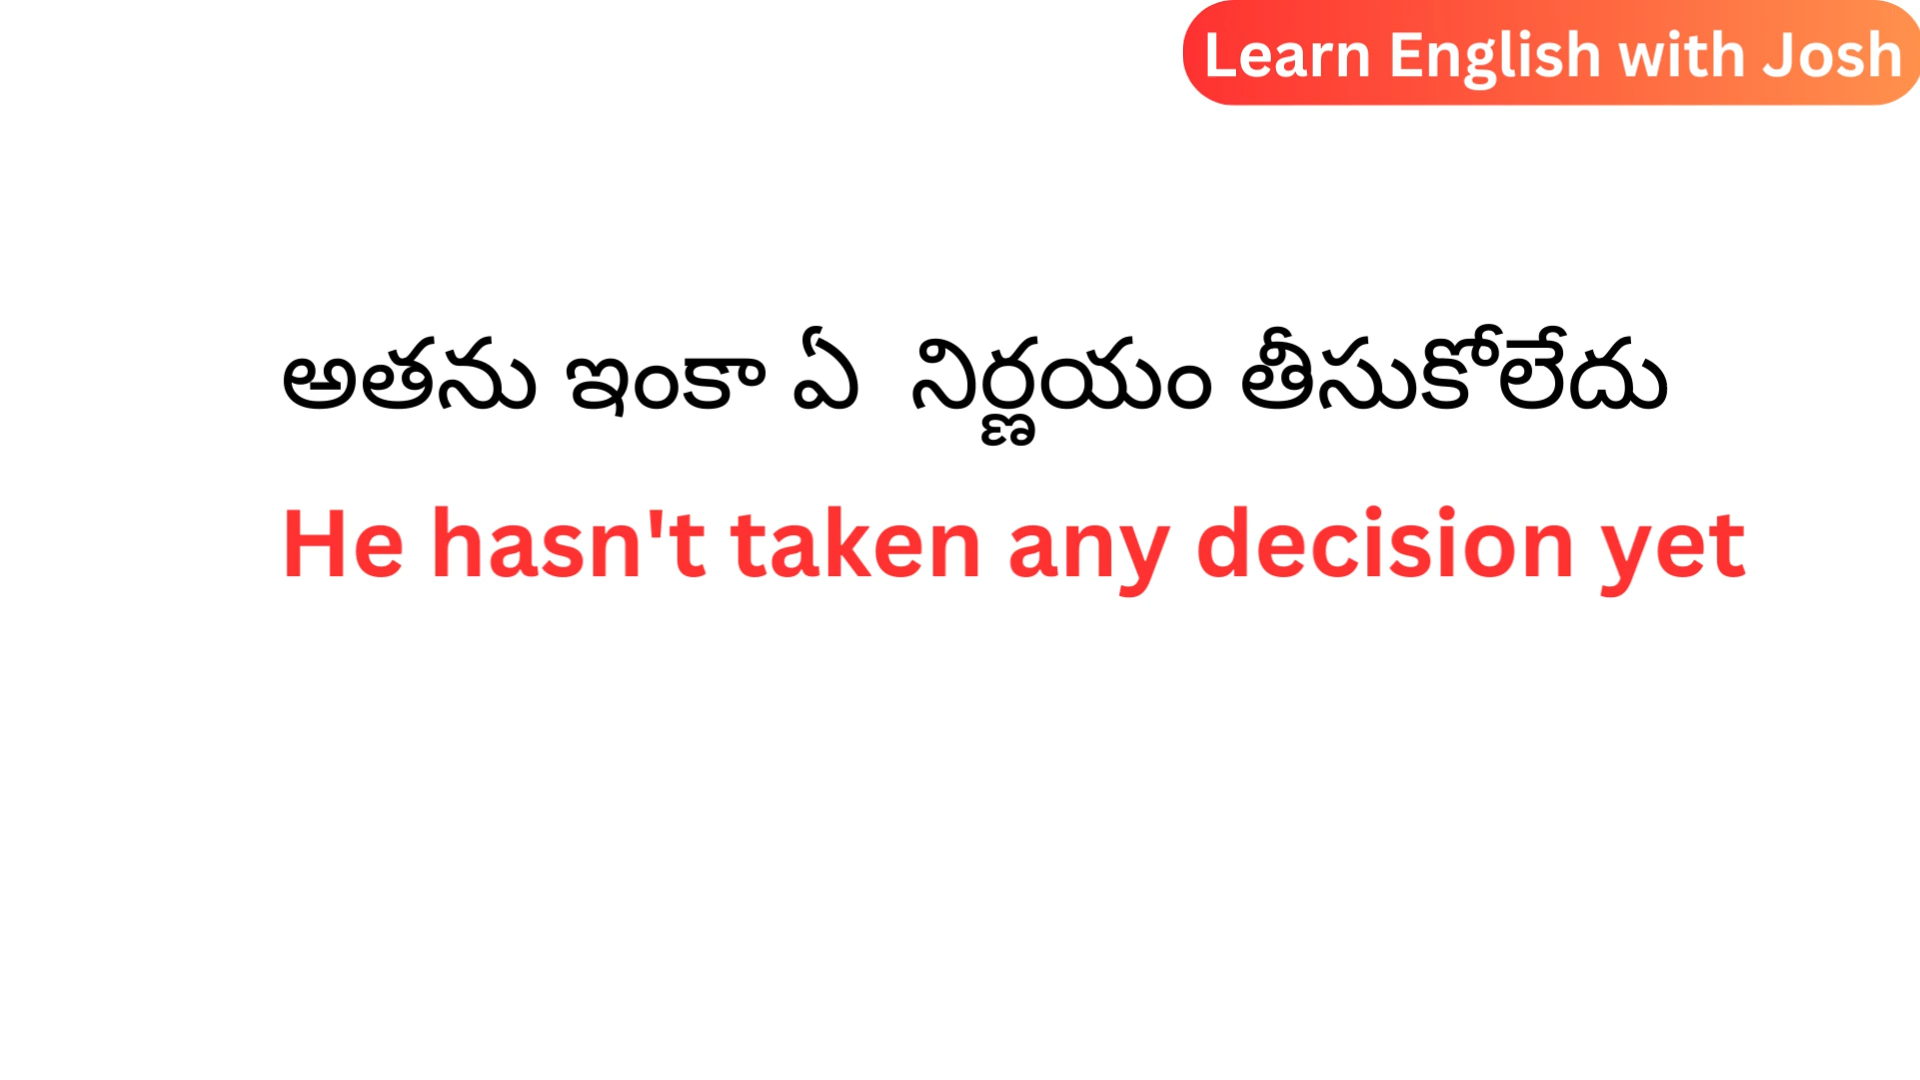 Learn English with Josh
అతను ఇంకా ఏ నిర్ణయం తీసుకోలేదు
He hasn't taken any decision yet